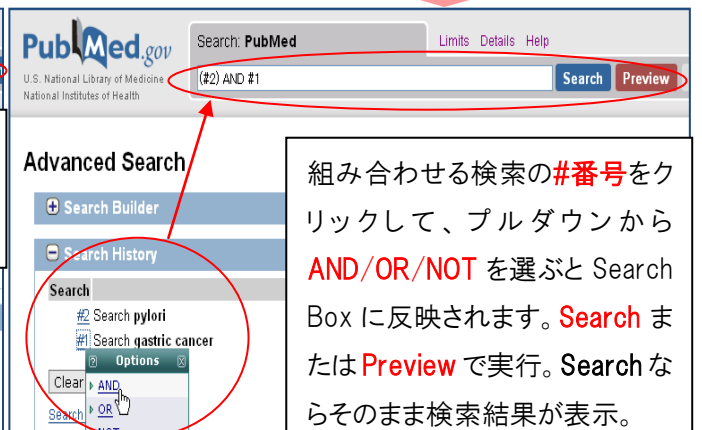 PubMed.gov
U.S. National Library of Medicine
National Institutes of Health
Search: PubMed
Limits Details Help
(#2) AND #1
Search Preview
Advanced Search
Search Builder
Search History
Search
#2 Search pylori
#1 Search gastric cancer
Options
Clear
AND
Search
OR
NOT
組み合わせる検索の#番号をク
リックして、プルダウンから
AND/OR/NOT を選ぶと Search
Box に反映されます。Search ま
たは Preview で実行。Search な
らそのまま検索結果が表示。